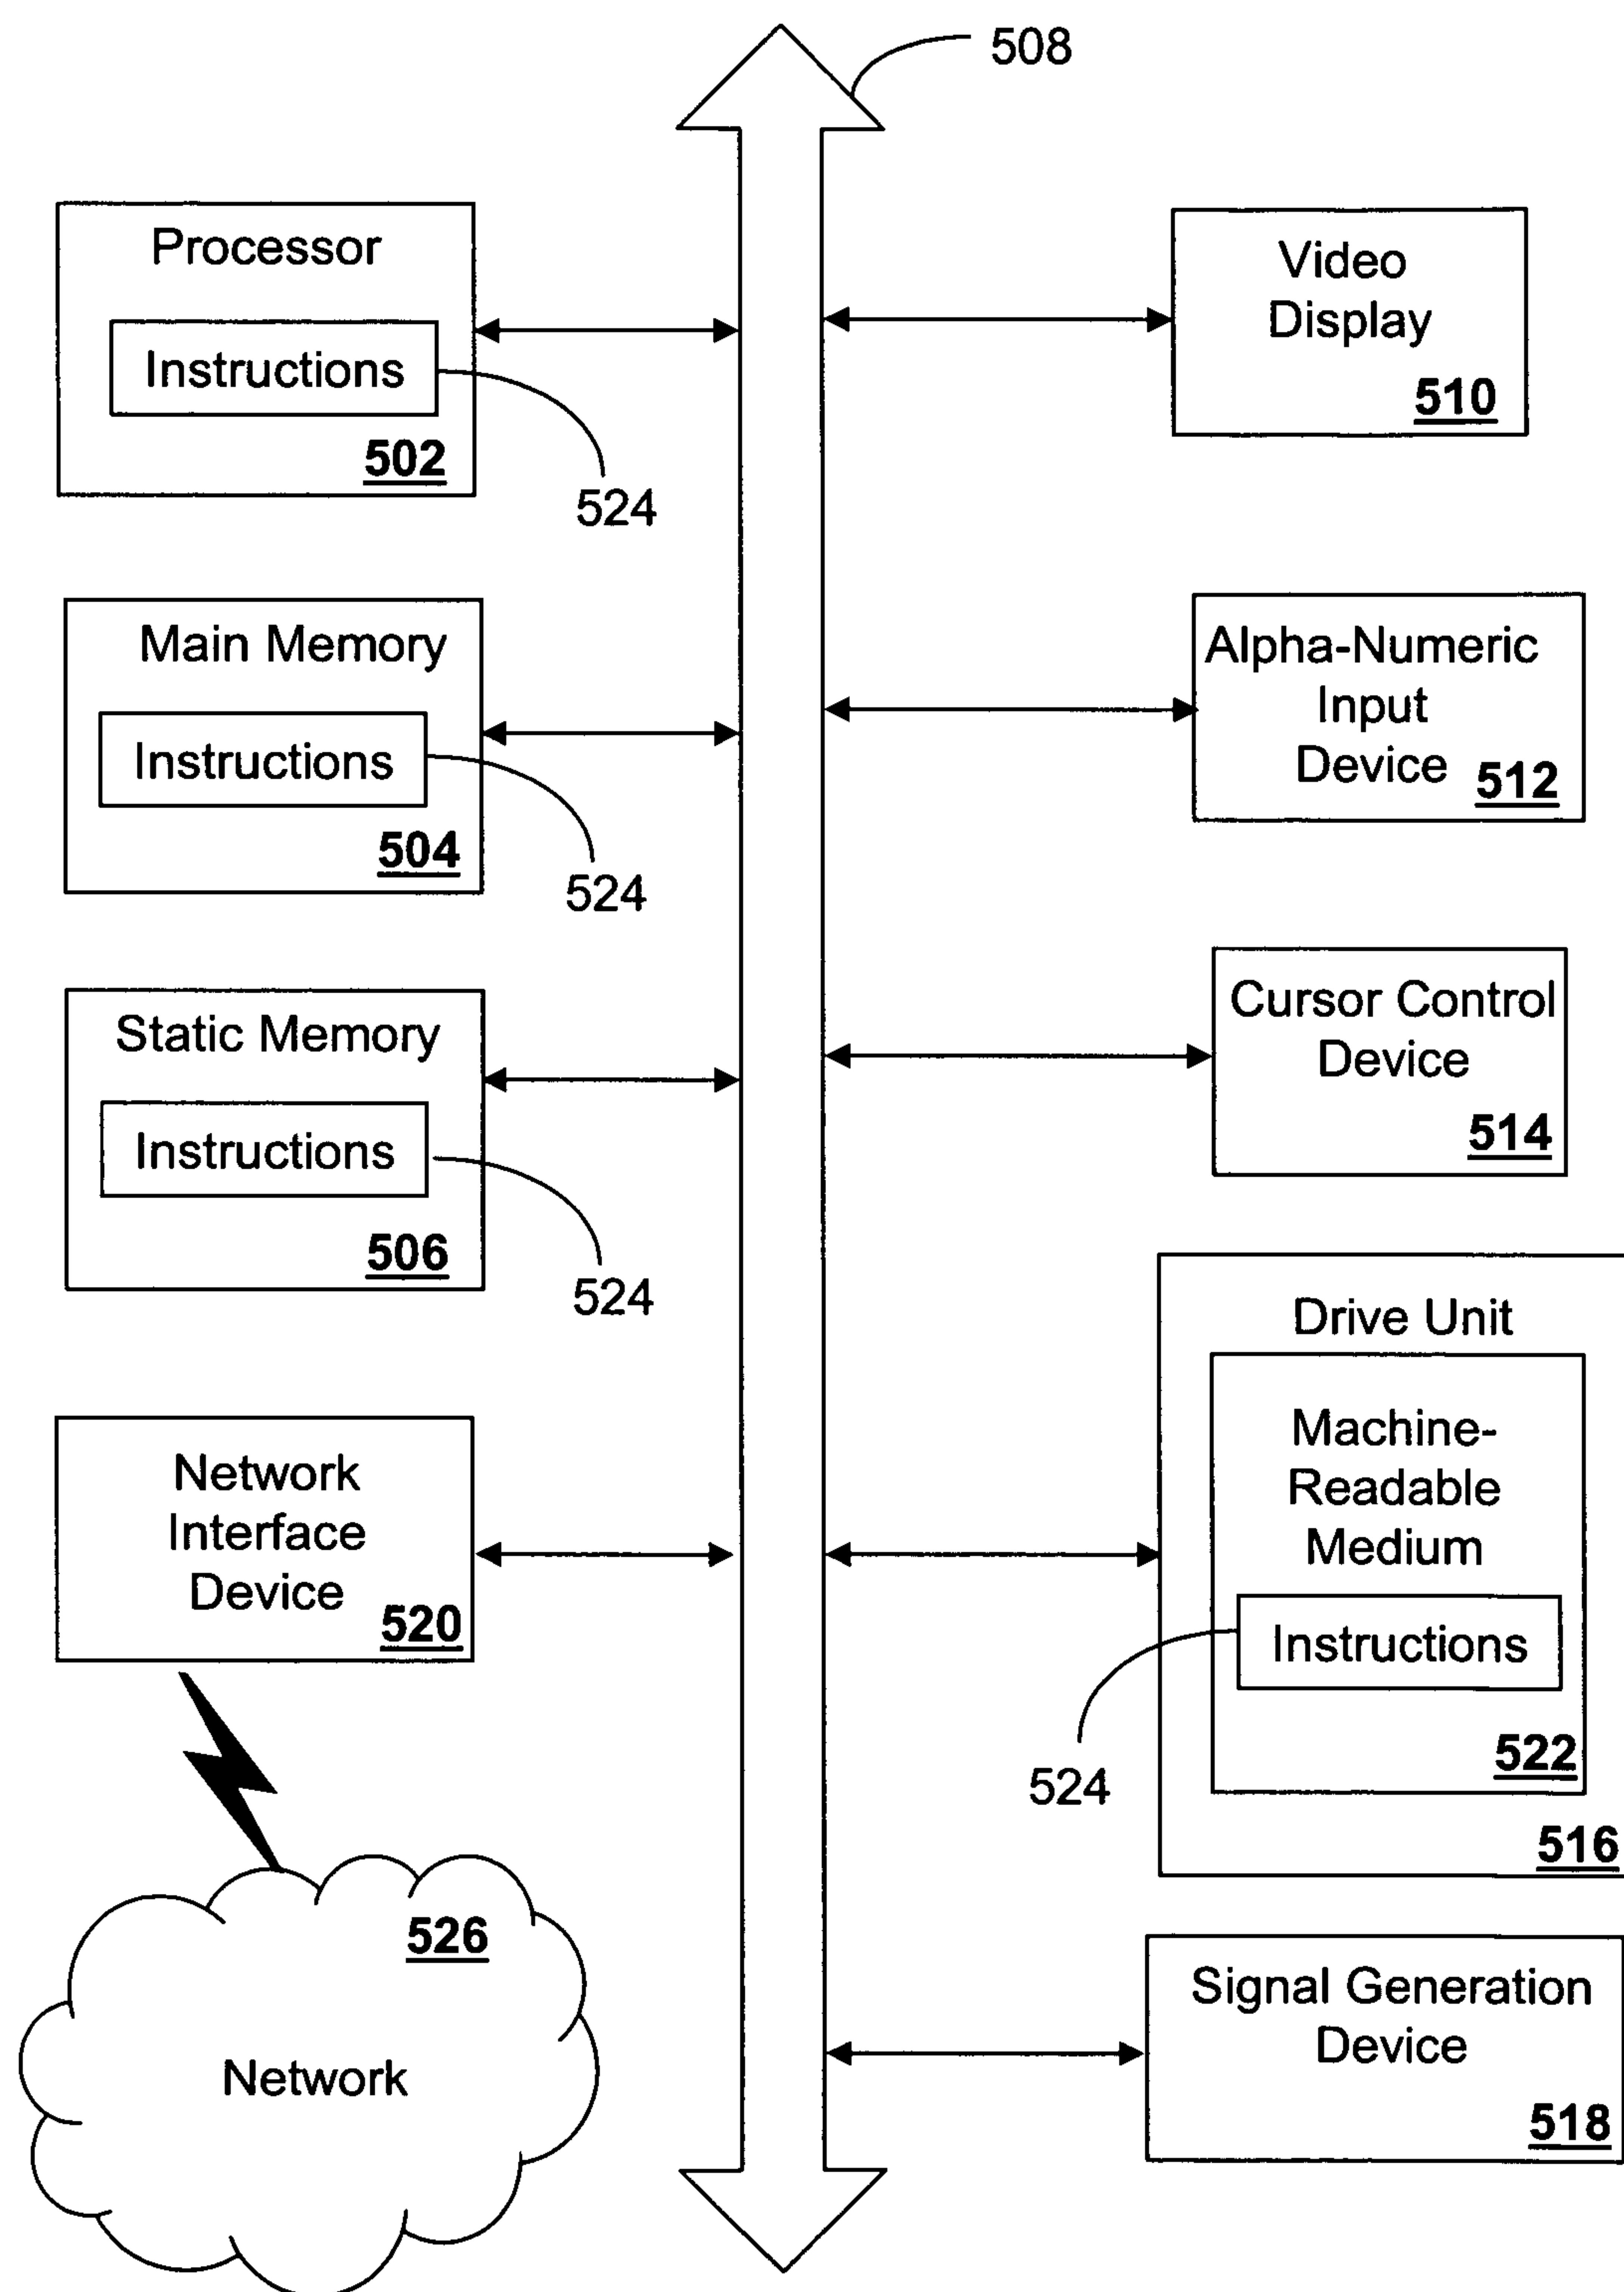 508
Processor
Instructions
502
524
Main Memory
Instructions
504
524
Static Memory
Instructions
506
524
Network
Interface
Device
520
526
Network
Video
Display
510
Alpha-Numeric
Input
Device
512
Cursor Control
Device
514
Drive Unit
Machine-
Readable
Medium
Instructions
522
524
516
Signal Generation
Device
518